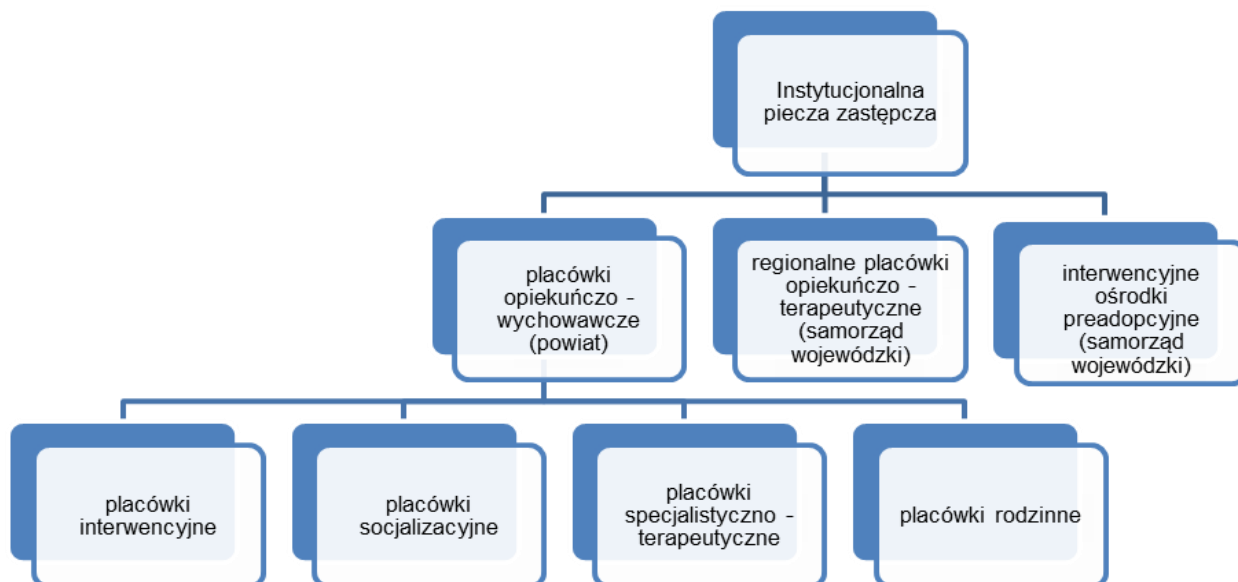 Instytucjonalna
piecza zastępcza
placówki
opiekuńczo -
wychowawcze
(powiat)
regionalne placówki
opiekuńczo -
terapeutyczne
(samorząd
wojewódzki)
interwencyjne
ośrodki
preadopcyjne
(samorząd
wojewódzki)
placówki
interwencyjne
placówki
socjalizacyjne
placówki
specjalistyczno -
terapeutyczne
placówki rodzinne